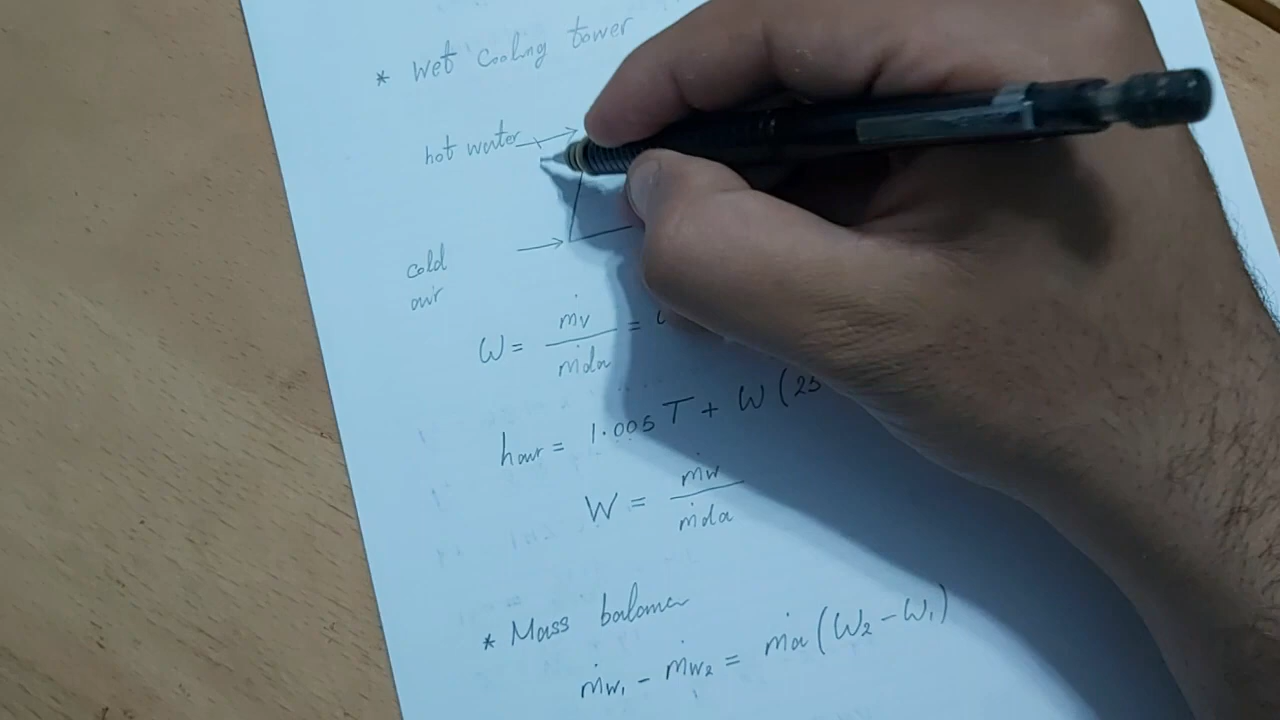 * Wet Cooling tower
hot water
cold
air
ω = ṁv / ṁda =
hair = 1.005 T + W (25
W = ṁw / ṁda
* Mass balance
ṁw₁ - ṁw₂ = ṁa (W₂ - W₁)